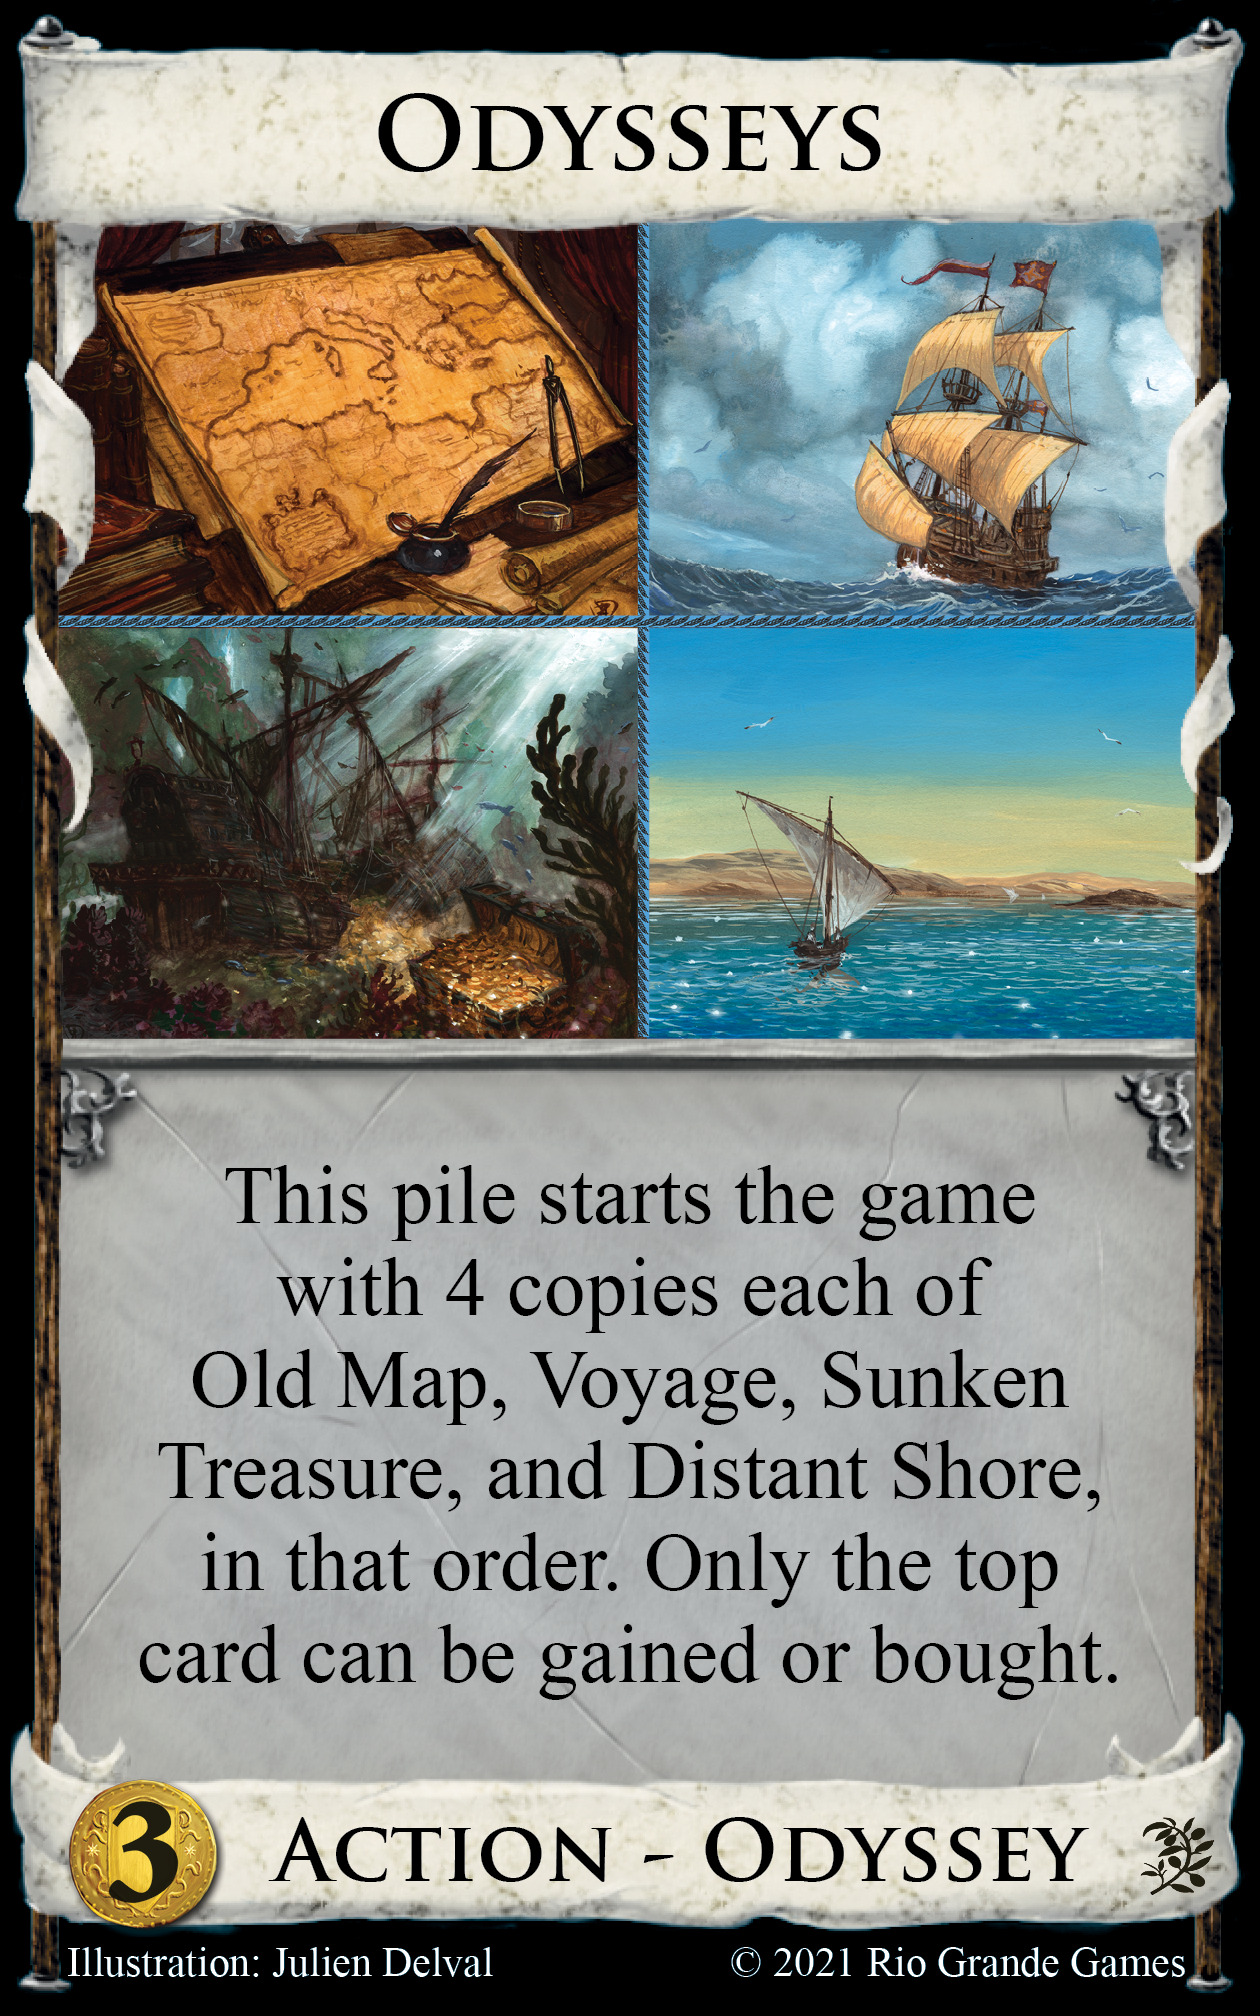 Odysseys
This pile starts the game
with 4 copies each of
Old Map, Voyage, Sunken
Treasure, and Distant Shore,
in that order. Only the top
card can be gained or bought.
3 Action - Odyssey
Illustration: Julien Delval © 2021 Rio Grande Games